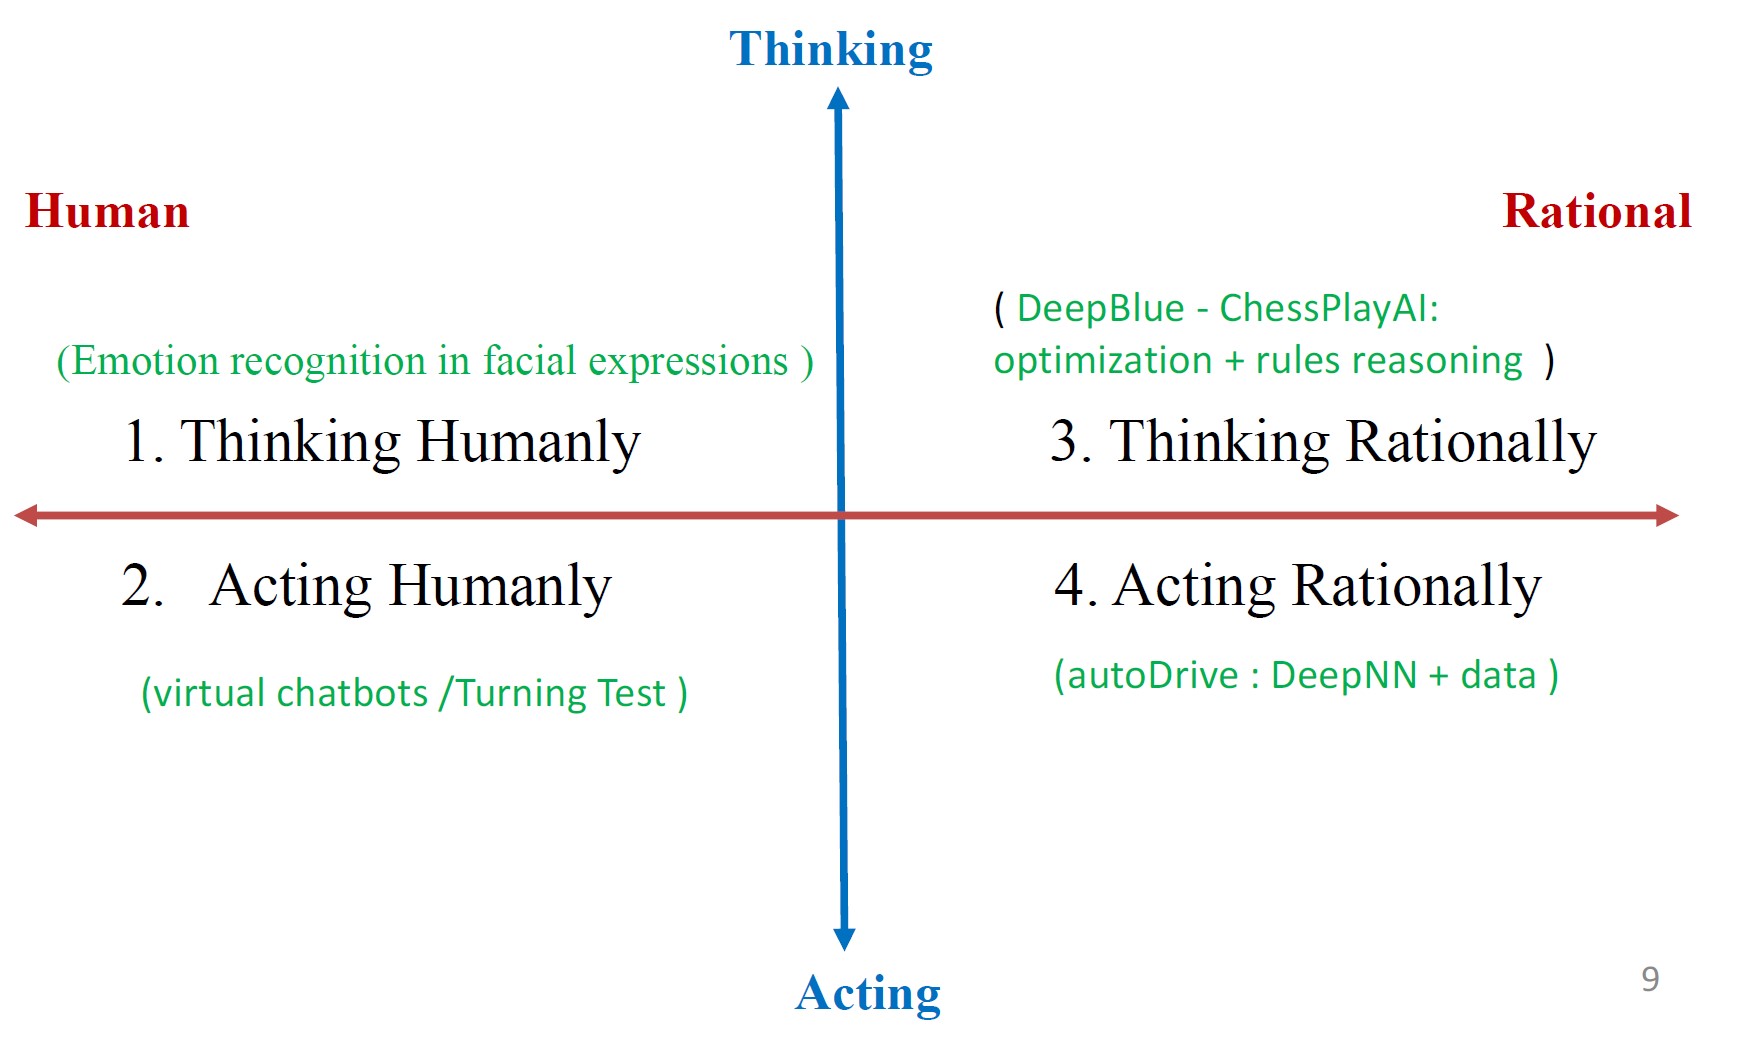 Thinking
Human
Rational
(Emotion recognition in facial expressions )
1. Thinking Humanly
( DeepBlue - ChessPlayAI:
optimization + rules reasoning )
3. Thinking Rationally
2. Acting Humanly
(virtual chatbots /Turning Test )
4. Acting Rationally
(autoDrive : DeepNN + data )
Acting
9